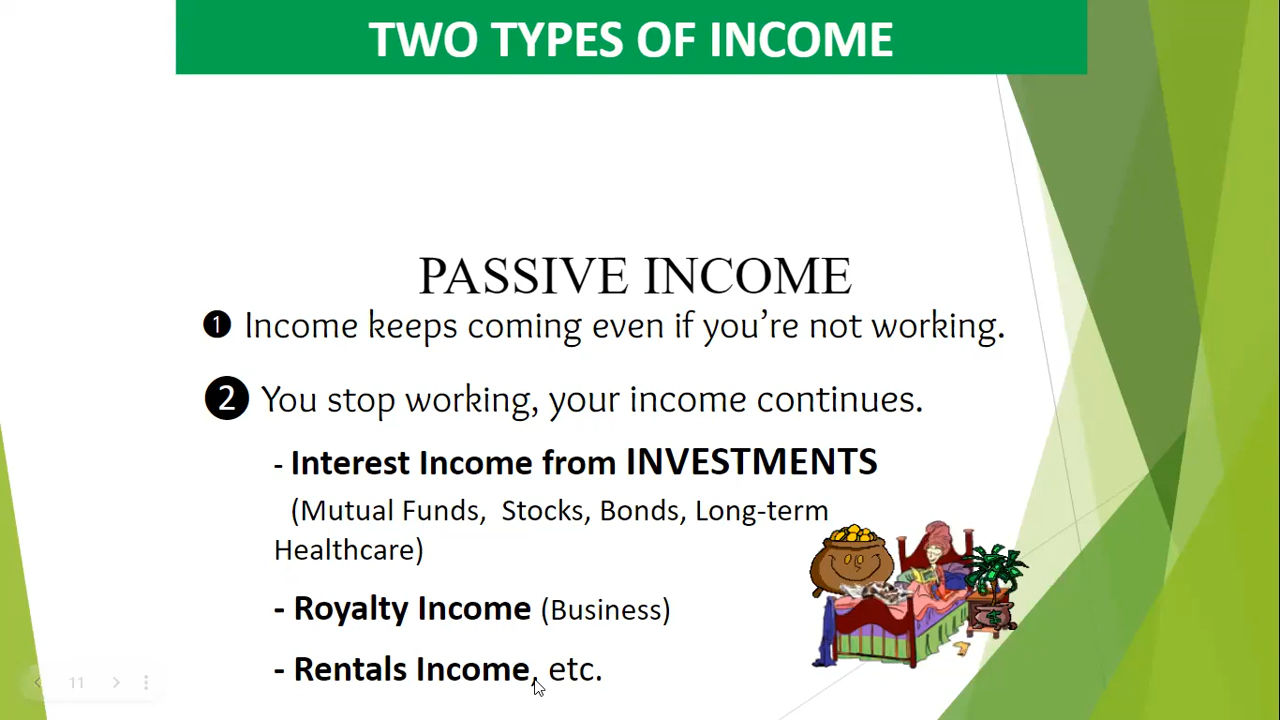 TWO TYPES OF INCOME
PASSIVE INCOME
❶ Income keeps coming even if you’re not working.
❷ You stop working, your income continues.
- Interest Income from INVESTMENTS
(Mutual Funds, Stocks, Bonds, Long-term
Healthcare)
- Royalty Income (Business)
- Rentals Income, etc.
11